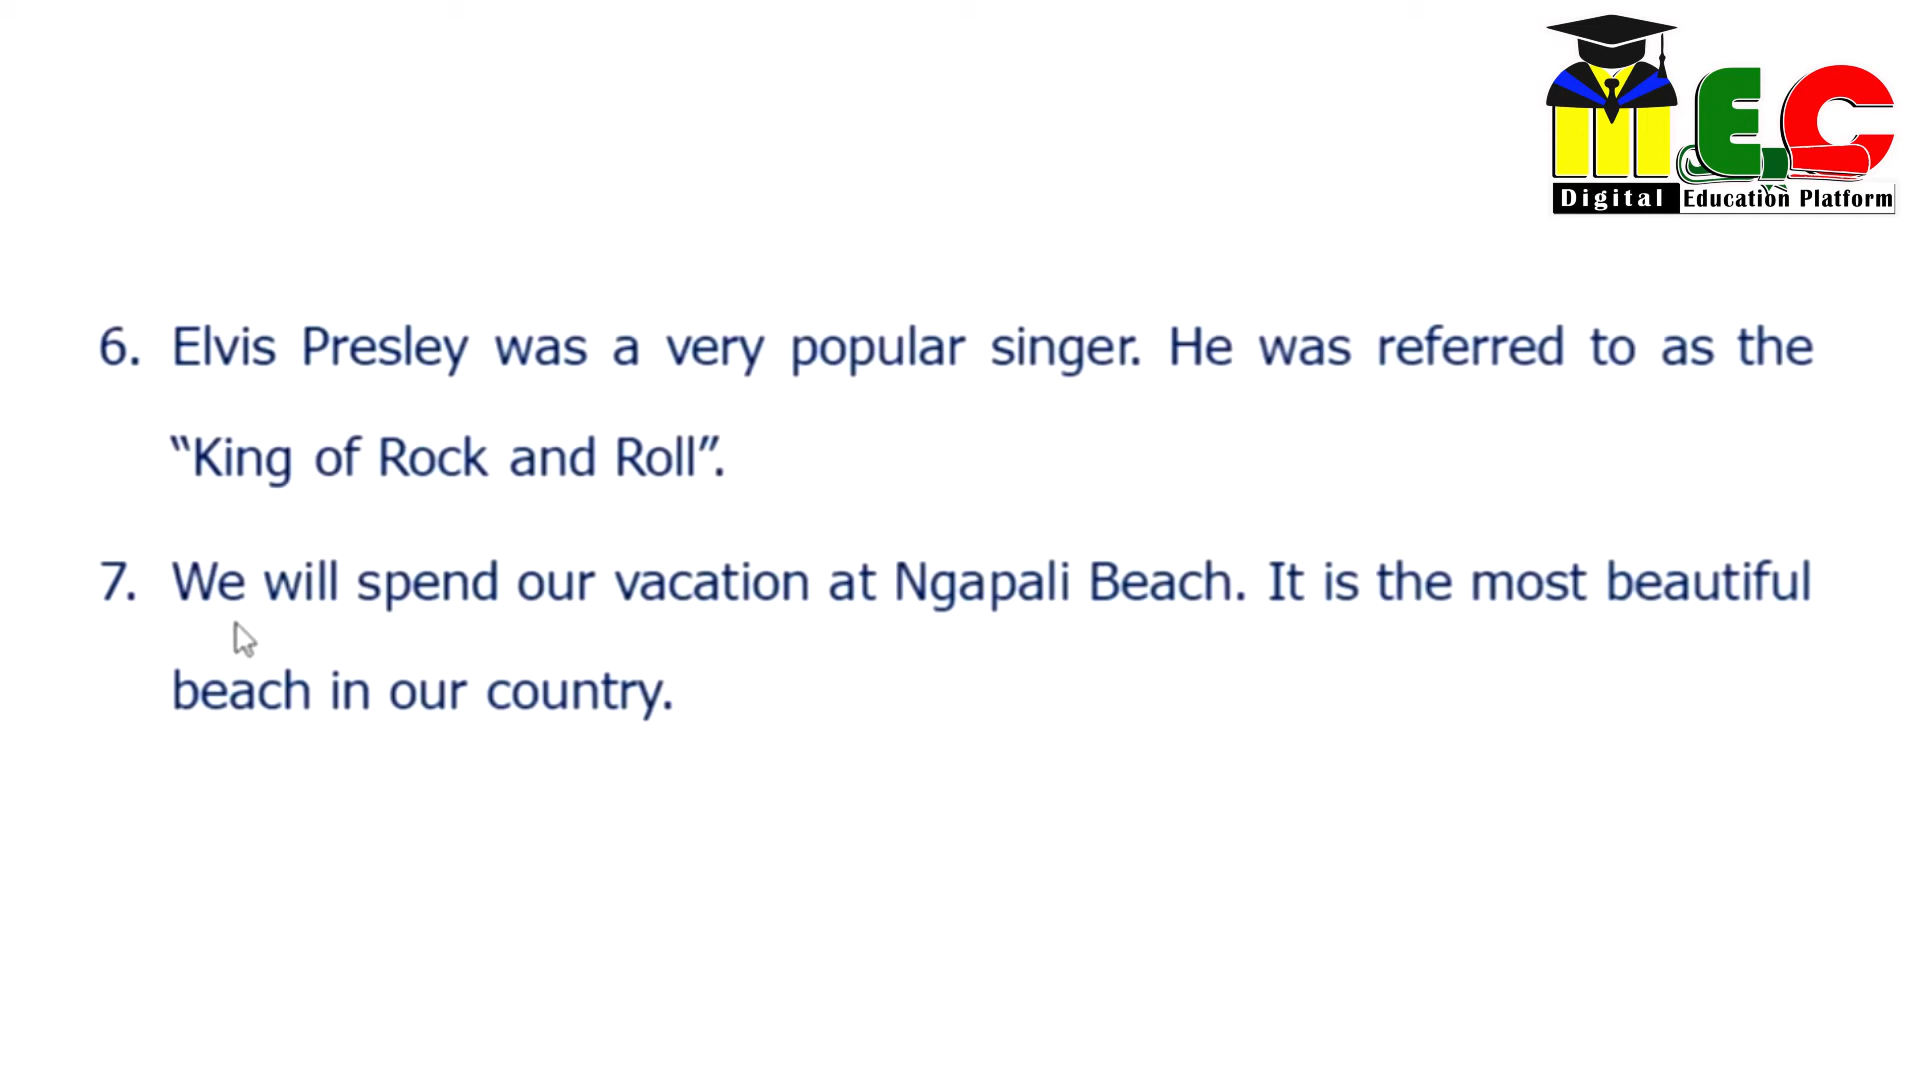 MEC
Digital Education Platform
6. Elvis Presley was a very popular singer. He was referred to as the
“King of Rock and Roll”.
7. We will spend our vacation at Ngapali Beach. It is the most beautiful
beach in our country.